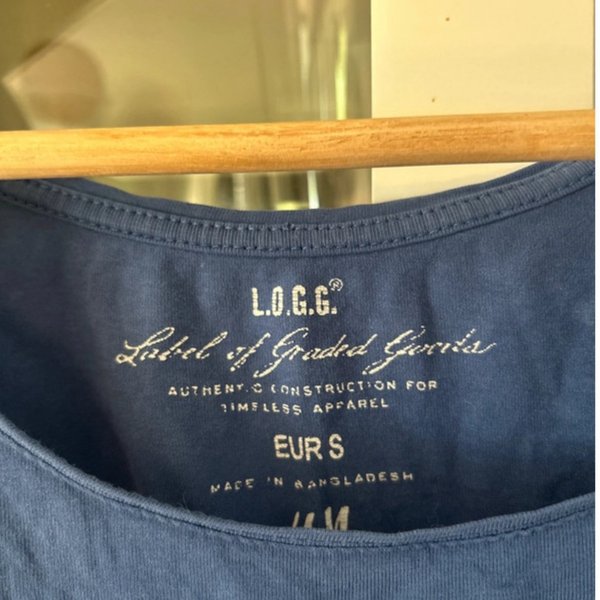 L.O.G.G.®
Label of Graded Goods
AUTHENTIC CONSTRUCTION FOR
TIMELESS APPAREL
EUR S
MADE IN BANGLADESH